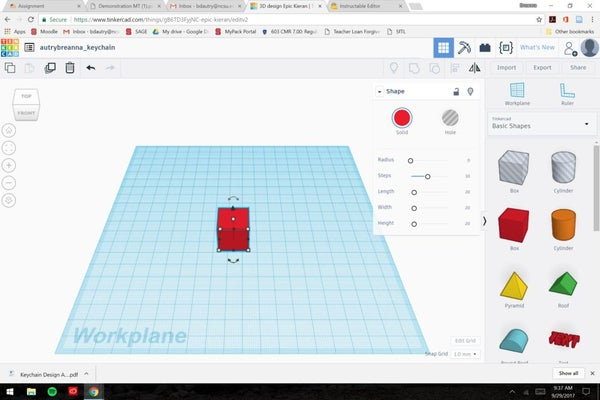 Assignment
Demonstration MT (1).p
Inbox - bdautry@ncsu.e
3D design Epic Kieran |
Instructable Editor
Secure
https://www.tinkercad.com/things/
-epic-kieran/editv2
Apps
Inbox - bdautry@ncsu
Moodle
SAGE
MyPack Portal
My drive - Google D
603 CMR 7.00: Regul
Teacher Loan Forgive
SFTL
Other bookmarks
TIN
KER
CAD
autrybreanna_keychain
What's New
Import
Export
Share
TOP
FRONT
Shape
Solid
Hole
Radius 0
Steps 10
Length 20
Width 20
Height 20
Workplane
Ruler
Tinkercad
Basic Shapes
Box
Cylinder
Box
Cylinder
Pyramid
Roof
Round Roof
Text
Workplane
Edit Grid
Snap Grid 1.0 mm
Keychain Design A....pdf
Show all
9:37 AM
9/29/2017